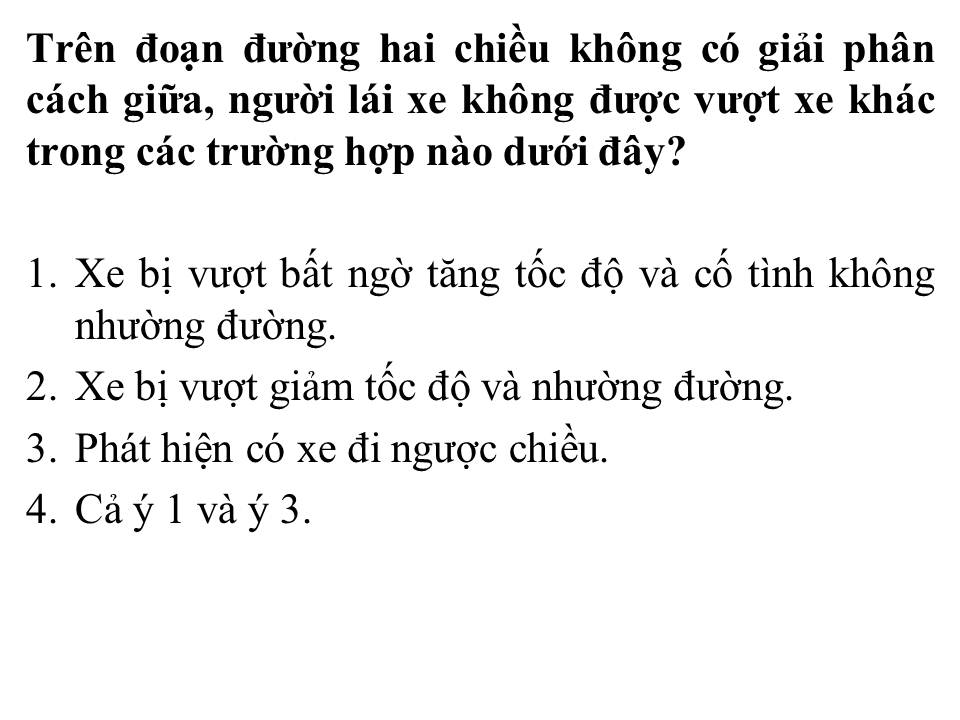 Trên đoạn đường hai chiều không có giải phân
cách giữa, người lái xe không được vượt xe khác
trong các trường hợp nào dưới đây?
1. Xe bị vượt bất ngờ tăng tốc độ và cố tình không
nhường đường.
2. Xe bị vượt giảm tốc độ và nhường đường.
3. Phát hiện có xe đi ngược chiều.
4. Cả ý 1 và ý 3.